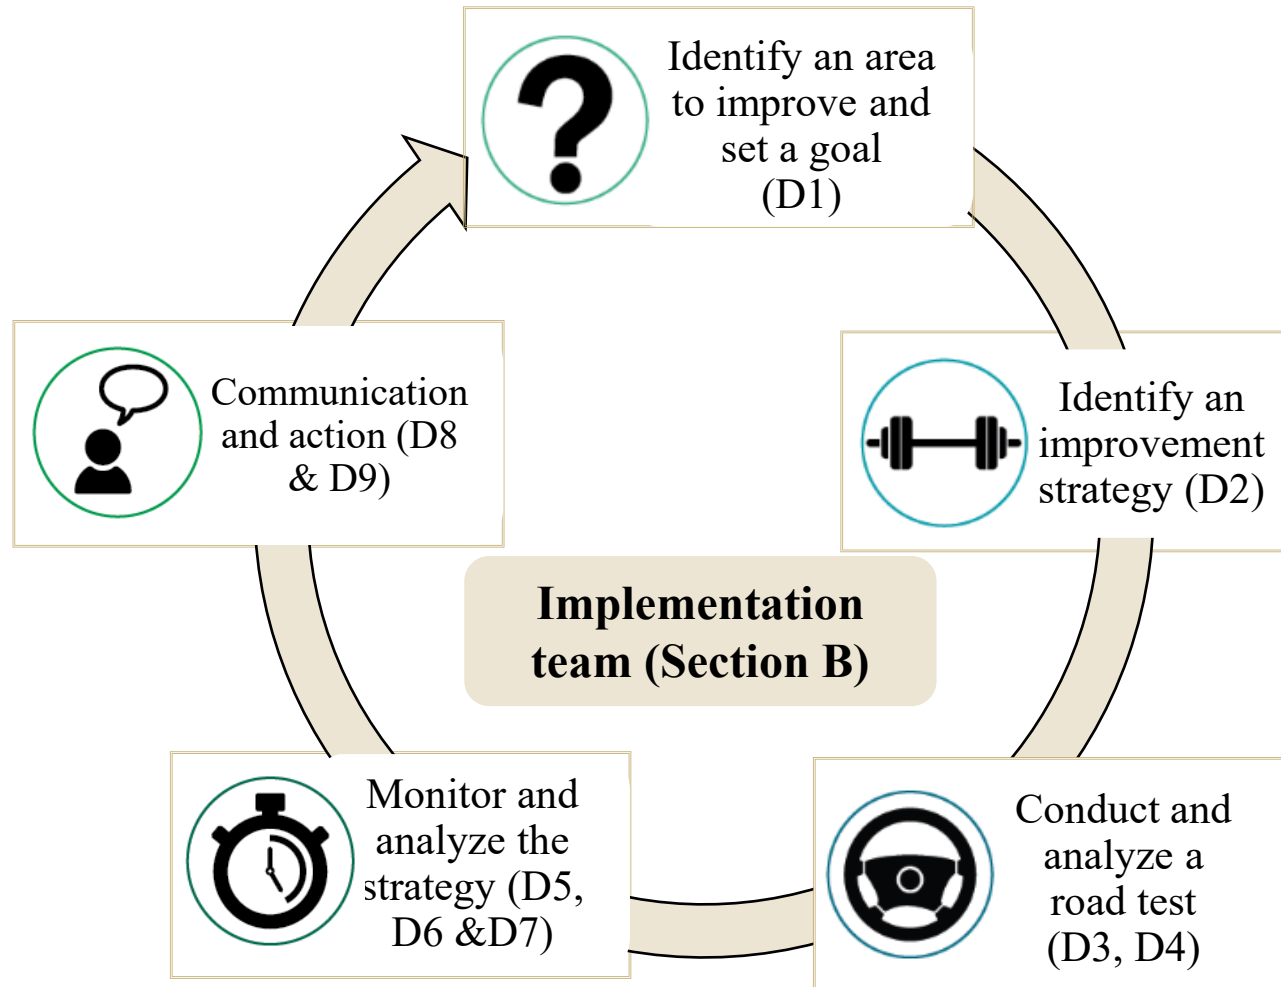 Identify an area
to improve and
set a goal
(D1)
Identify an
improvement
strategy (D2)
Conduct and
analyze a
road test
(D3, D4)
Monitor and
analyze the
strategy (D5,
D6 &D7)
Communication
and action (D8
& D9)
Implementation
team (Section B)